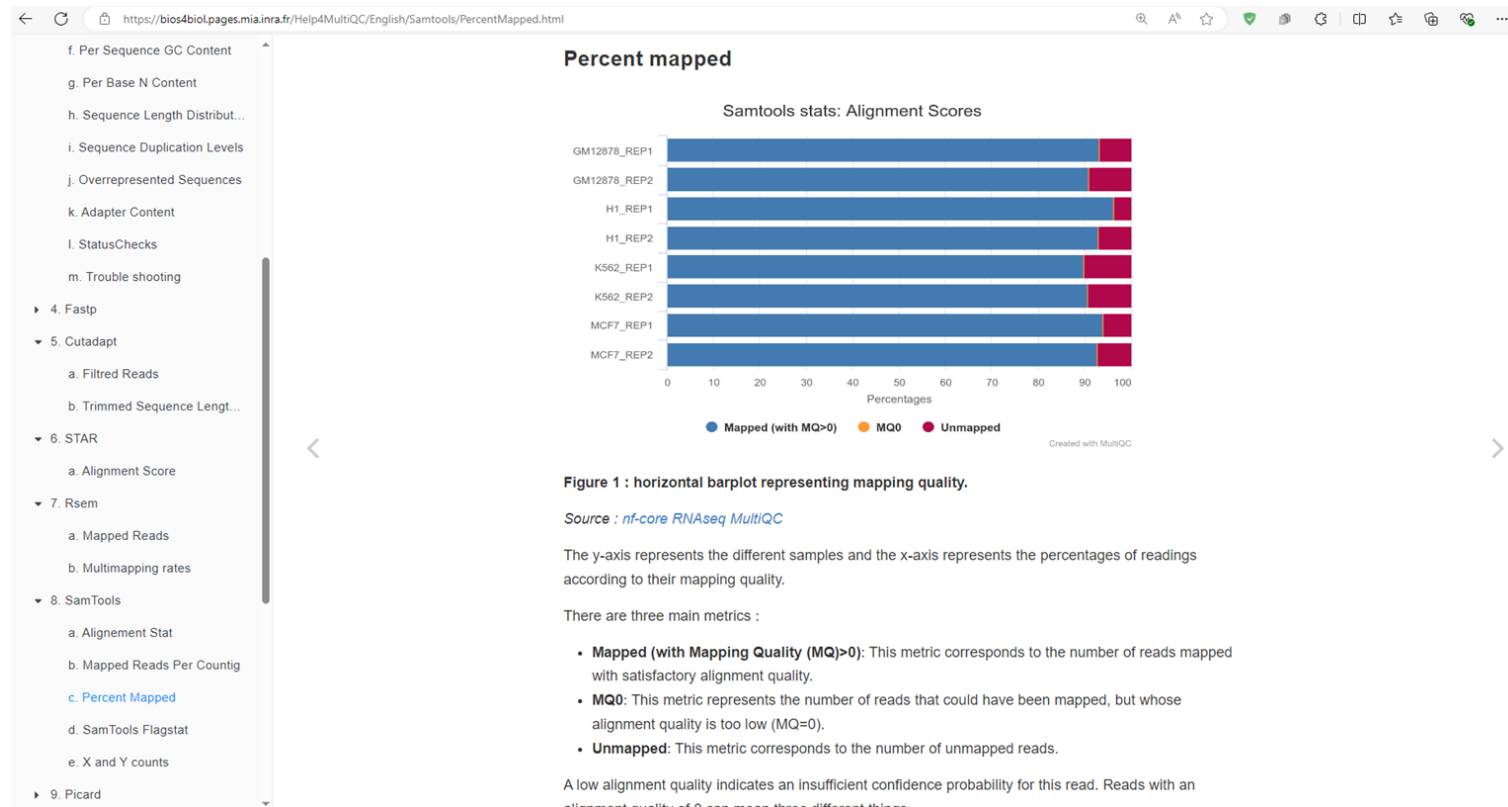 https://bios4biol.pages.mia.inra.fr/Help4MultiQC/English/Samtools/PercentMapped.html
f. Per Sequence GC Content
g. Per Base N Content
h. Sequence Length Distribut...
i. Sequence Duplication Levels
j. Overrepresented Sequences
k. Adapter Content
l. StatusChecks
m. Trouble shooting
4. Fastp
5. Cutadapt
a. Filtred Reads
b. Trimmed Sequence Lengt...
6. STAR
a. Alignment Score
7. Rsem
a. Mapped Reads
b. Multimapping rates
8. SamTools
a. Alignement Stat
b. Mapped Reads Per Countig
c. Percent Mapped
d. SamTools Flagstat
e. X and Y counts
9. Picard
Percent mapped
Samtools stats: Alignment Scores
GM12878_REP1
GM12878_REP2
H1_REP1
H1_REP2
K562_REP1
K562_REP2
MCF7_REP1
MCF7_REP2
0 10 20 30 40 50 60 70 80 90 100
Percentages
Mapped (with MQ>0) MQ0 Unmapped
Created with MultiQC
Figure 1 : horizontal barplot representing mapping quality.
Source : nf-core RNAseq MultiQC
The y-axis represents the different samples and the x-axis represents the percentages of readings
according to their mapping quality.
There are three main metrics :
• Mapped (with Mapping Quality (MQ)>0): This metric corresponds to the number of reads mapped
with satisfactory alignment quality.
• MQ0: This metric represents the number of reads that could have been mapped, but whose
alignment quality is too low (MQ=0).
• Unmapped: This metric corresponds to the number of unmapped reads.
A low alignment quality indicates an insufficient confidence probability for this read. Reads with an
alignment quality of 0 can mean three different things: